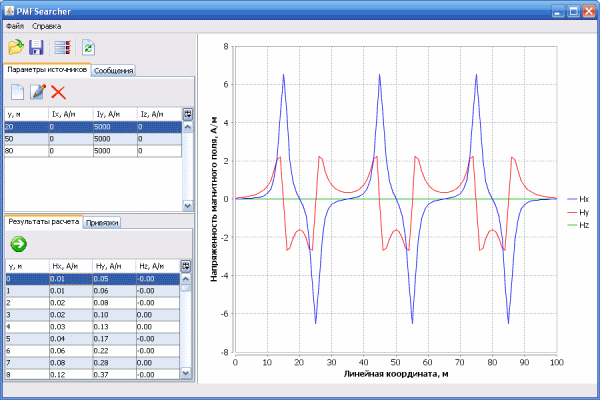 PMFSearcher
Файл Справка
Параметры источников Сообщения
y, м Ix, А/м Iy, А/м Iz, А/м
20 0 5000 0
50 0 5000 0
80 0 5000 0
Результаты расчета Привязки
y, м Hx, А/м Hy, А/м Hz, А/м
0 0.01 0.05 -0.00
1 0.01 0.06 -0.00
2 0.02 0.08 -0.00
3 0.02 0.10 0.00
4 0.03 0.13 0.00
5 0.04 0.17 -0.00
6 0.06 0.22 -0.00
7 0.08 0.28 0.00
8 0.12 0.37 -0.00
Напряженность магнитного поля, А/м
8
6
4
2
0
-2
-4
-6
-8
0 10 20 30 40 50 60 70 80 90 100
Линейная координата, м
Hx
Hy
Hz